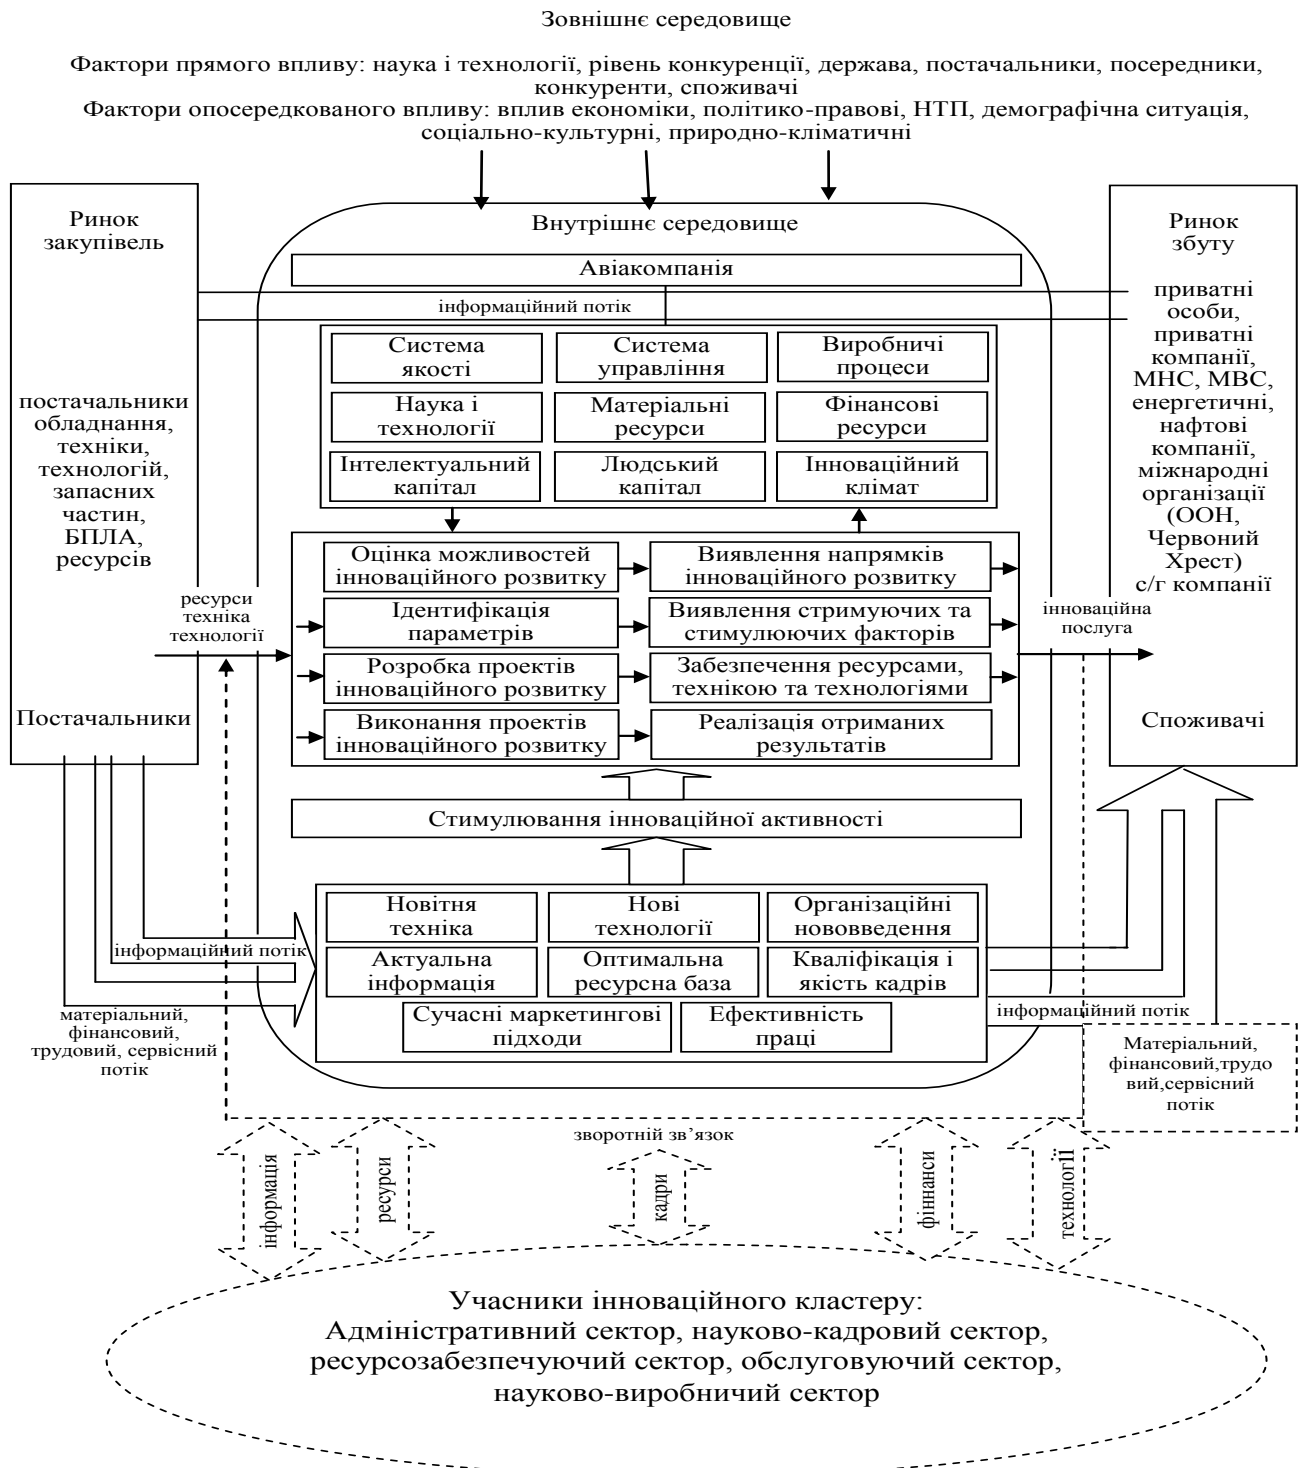 Зовнішнє середовище
Фактори прямого впливу: наука і технології, рівень конкуренції, держава, постачальники, посередники,
конкуренти, споживачі
Фактори опосередкованого впливу: вплив економіки, політико-правові, НТП, демографічна ситуація,
соціально-культурні, природно-кліматичні
Ринок
закупівель
постачальники
обладнання,
техніки,
технологій,
запасних
частин,
БПЛА,
ресурсів
Постачальники
Внутрішнє середовище
Авіакомпанія
інформаційний потік
Система
якості
Система
управління
Виробничі
процеси
Наука і
технології
Матеріальні
ресурси
Фінансові
ресурси
Інтелектуальний
капітал
Людський
капітал
Інноваційний
клімат
Ринок
збуту
приватні
особи,
приватні
компанії,
МНС, МВС,
енергетичні,
нафтові
компанії,
міжнародні
організації
(ООН,
Червоний
Хрест)
с/г компанії
Споживачі
ресурси
техніка
технології
Оцінка можливостей
інноваційного розвитку
Виявлення напрямків
інноваційного розвитку
Ідентифікація
параметрів
Виявлення стримуючих та
стимулюючих факторів
Розробка проектів
інноваційного розвитку
Забезпечення ресурсами,
технікою та технологіями
Виконання проектів
інноваційного розвитку
Реалізація отриманих
результатів
інноваційна
послуга
Стимулювання інноваційної активності
Новітня
техніка
Нові
технології
Організаційні
нововведення
Актуальна
інформація
Оптимальна
ресурсна база
Кваліфікація і
якість кадрів
Сучасні маркетингові
підходи
Ефективність
праці
інформаційний потік
матеріальний,
фінансовий,
трудовий, сервісний
потік
інформаційний потік
Матеріальний,
фінансовий,трудо
вий,сервісний
потік
зворотній зв’язок
інформація
ресурси
кадри
фіннанси
технології
Учасники інноваційного кластеру:
Адміністративний сектор, науково-кадровий сектор,
ресурсозабезпечуючий сектор, обслуговуючий сектор,
науково-виробничий сектор